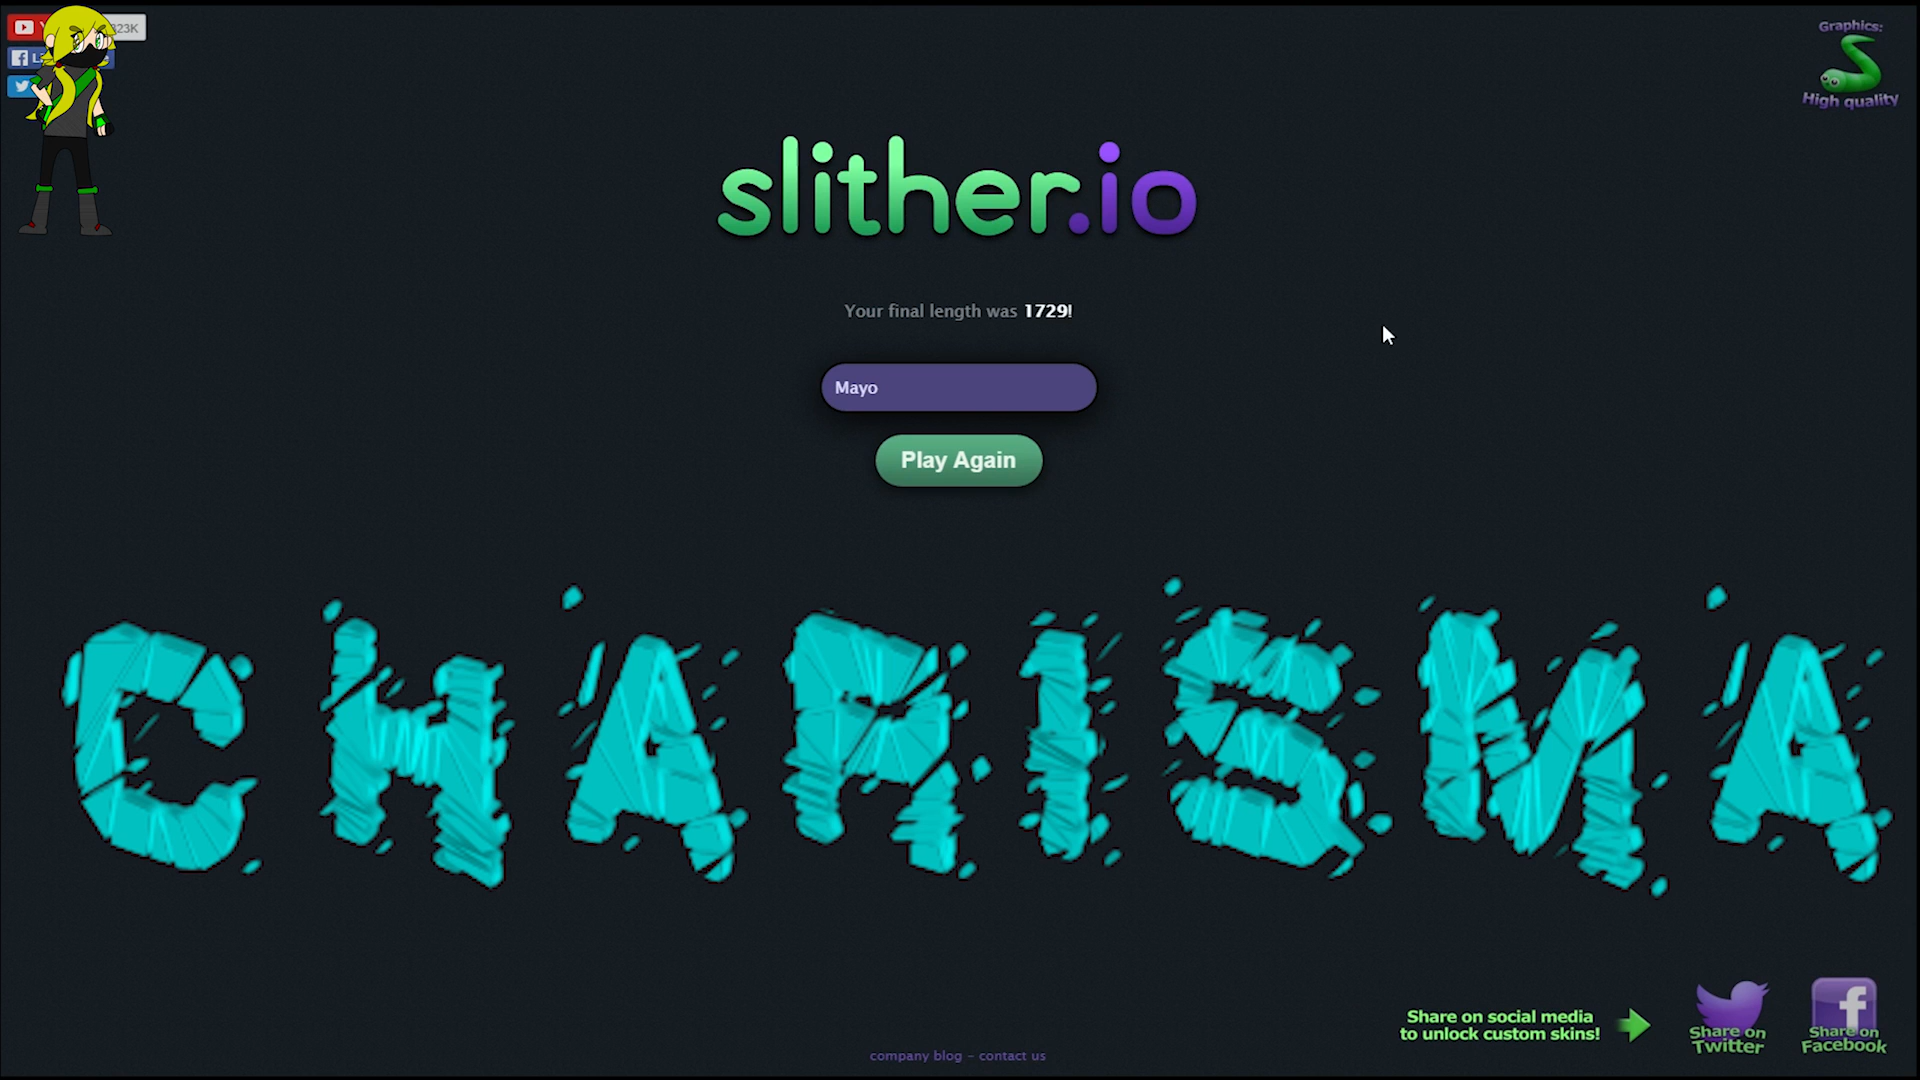 23K
Graphics:
High quality
slither.io
Your final length was 1729!
Mayo
Play Again
CHARISMA
Share on social media
to unlock custom skins!
Share on
Twitter
Share on
Facebook
company blog - contact us